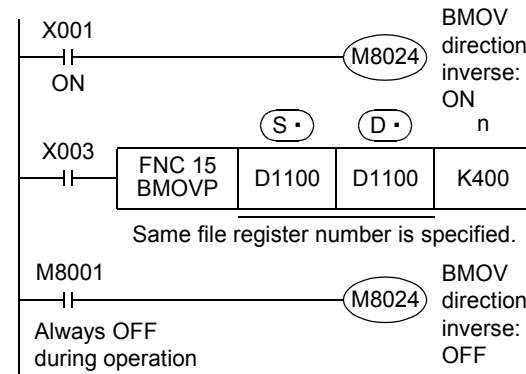 X001
ON
M8024
BMOV
direction
inverse:
ON
S・ D・ n
X003
FNC 15
BMOVP
D1100 D1100 K400
Same file register number is specified.
M8001
Always OFF
during operation
M8024
BMOV
direction
inverse:
OFF